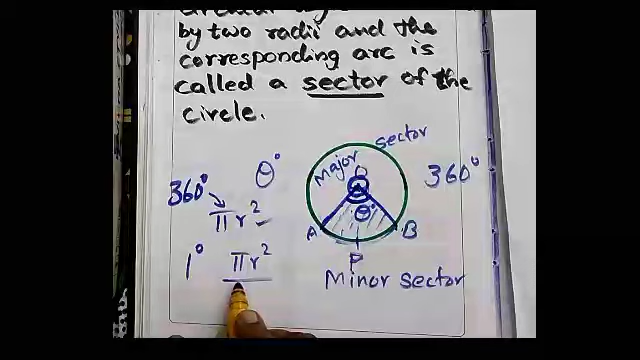 by two radii and the
corresponding arc is
called a sector of the
circle.
Major sector
360° θ° O 360°
πr² θ°
A B
1° πr² P
Minor sector